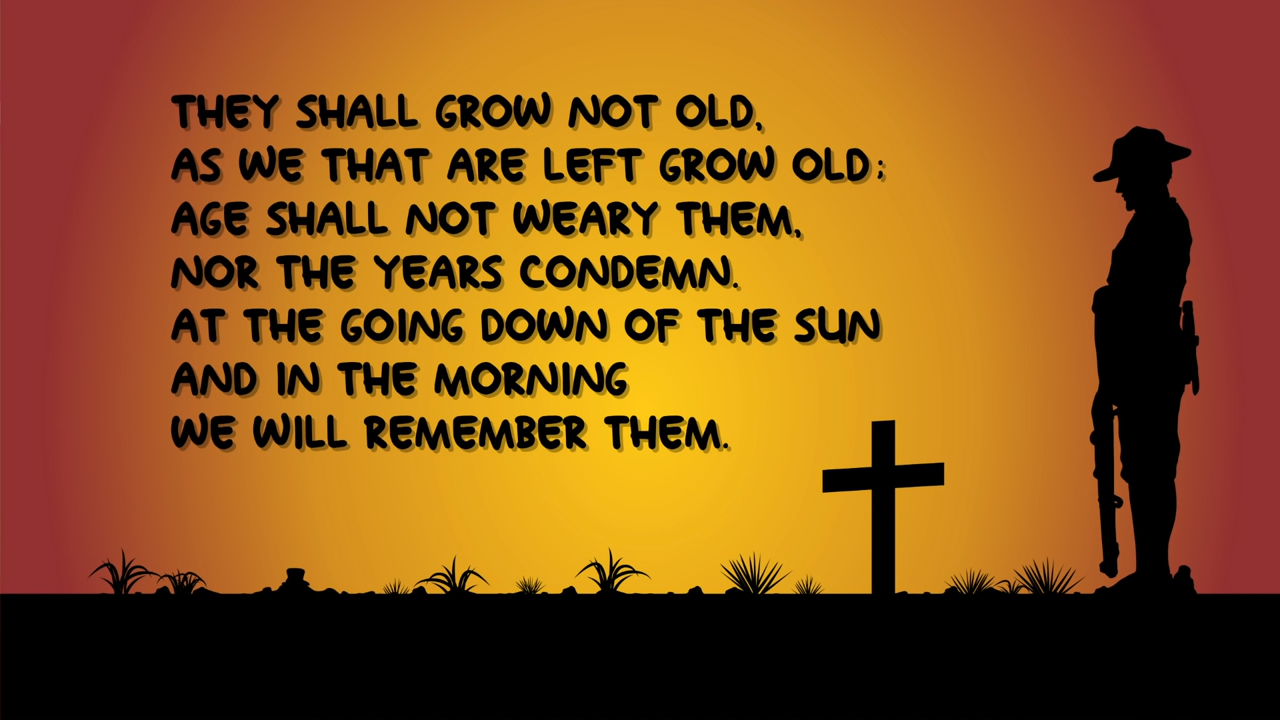 THEY SHALL GROW NOT OLD,
AS WE THAT ARE LEFT GROW OLD:
AGE SHALL NOT WEARY THEM,
NOR THE YEARS CONDEMN.
AT THE GOING DOWN OF THE SUN
AND IN THE MORNING
WE WILL REMEMBER THEM.